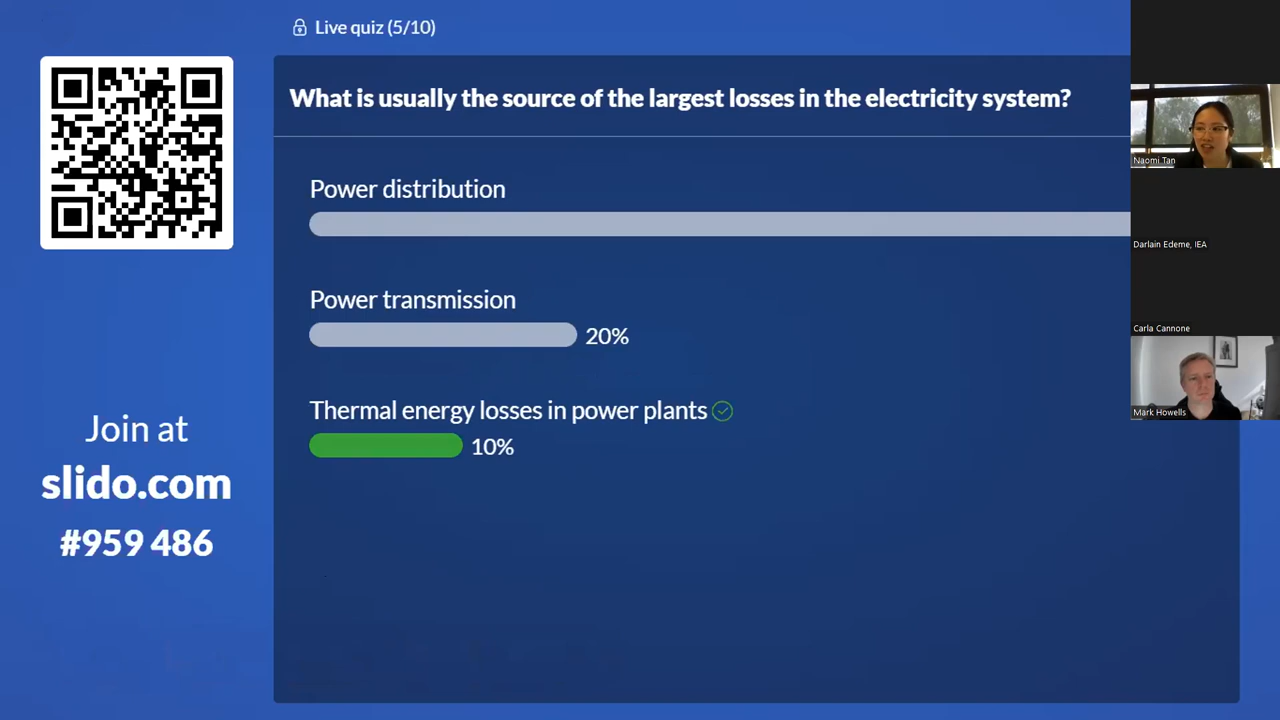 Live quiz (5/10)
What is usually the source of the largest losses in the electricity system?
Power distribution
Power transmission
20%
Thermal energy losses in power plants
10%
Join at
slido.com
#959 486
Naomi Tan
Darlain Edeme, IEA
Carla Cannone
Mark Howells